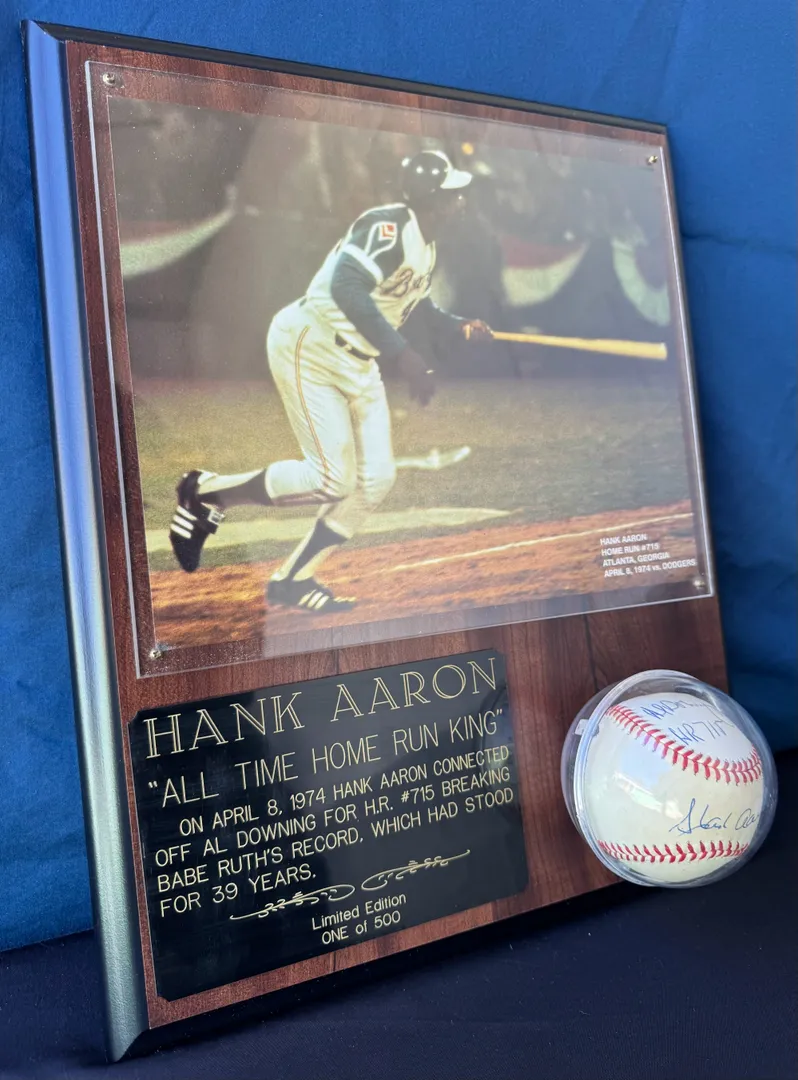 HANK AARON
HOME RUN #715
ATLANTA, GEORGIA
APRIL 8, 1974 vs. DODGERS
HANK AARON
"ALL TIME HOME RUN KING"
ON APRIL 8, 1974 HANK AARON CONNECTED
OFF AL DOWNING FOR H.R. #715 BREAKING
BABE RUTH'S RECORD, WHICH HAD STOOD
FOR 39 YEARS.
Limited Edition
ONE of 500
HR 715
Hank